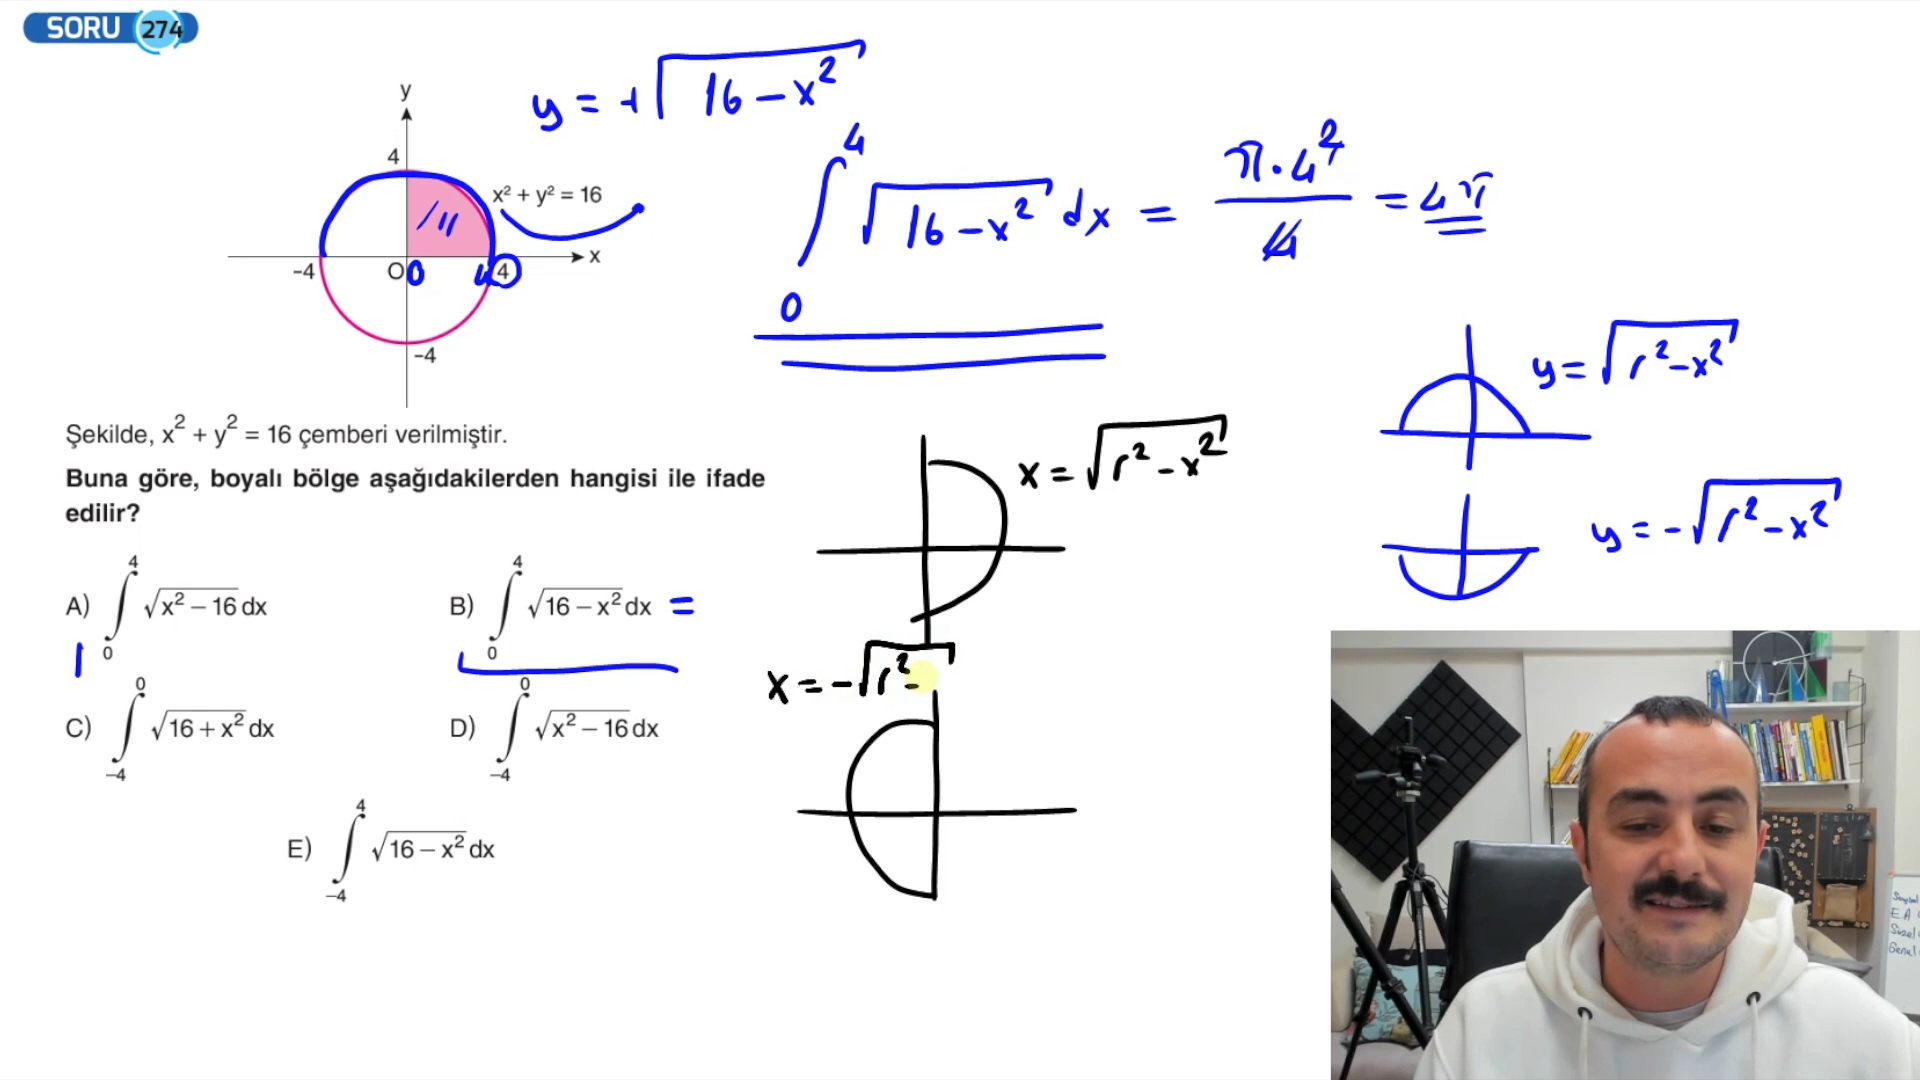 SORU 274
y = +√16 – x²
y
4
x² + y² = 16
x
-4
O
0
4
4
-4
∫₀⁴ √16 – x² dx = π·4²/4 = 4π
y = √r² – x²
y = -√r² – x²
x = √r² – x²
x = -√r² -
Şekilde, x² + y² = 16 çemberi verilmiştir.
Buna göre, boyalı bölge aşağıdakilerden hangisi ile ifade
edilir?
A) ∫₀⁴ √x² – 16 dx
B) ∫₀⁴ √16 – x² dx =
C) ∫₋₄⁰ √16 + x² dx
D) ∫₋₄⁰ √x² – 16 dx
E) ∫₋₄⁴ √16 – x² dx
E.A